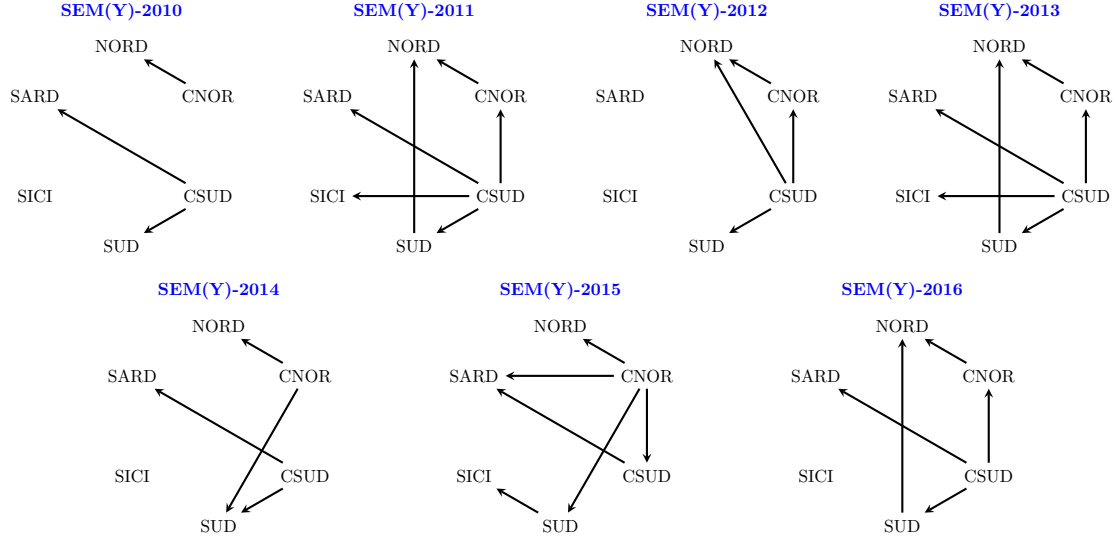 SEM(Y)-2010 SEM(Y)-2011 SEM(Y)-2012 SEM(Y)-2013
NORD NORD NORD NORD
SARD CNOR SARD CNOR SARD CNOR SARD CNOR
SICI CSUD SICI CSUD SICI CSUD SICI CSUD
SUD SUD SUD SUD
SEM(Y)-2014 SEM(Y)-2015 SEM(Y)-2016
NORD NORD NORD
SARD CNOR SARD CNOR SARD CNOR
SICI CSUD SICI CSUD SICI CSUD
SUD SUD SUD